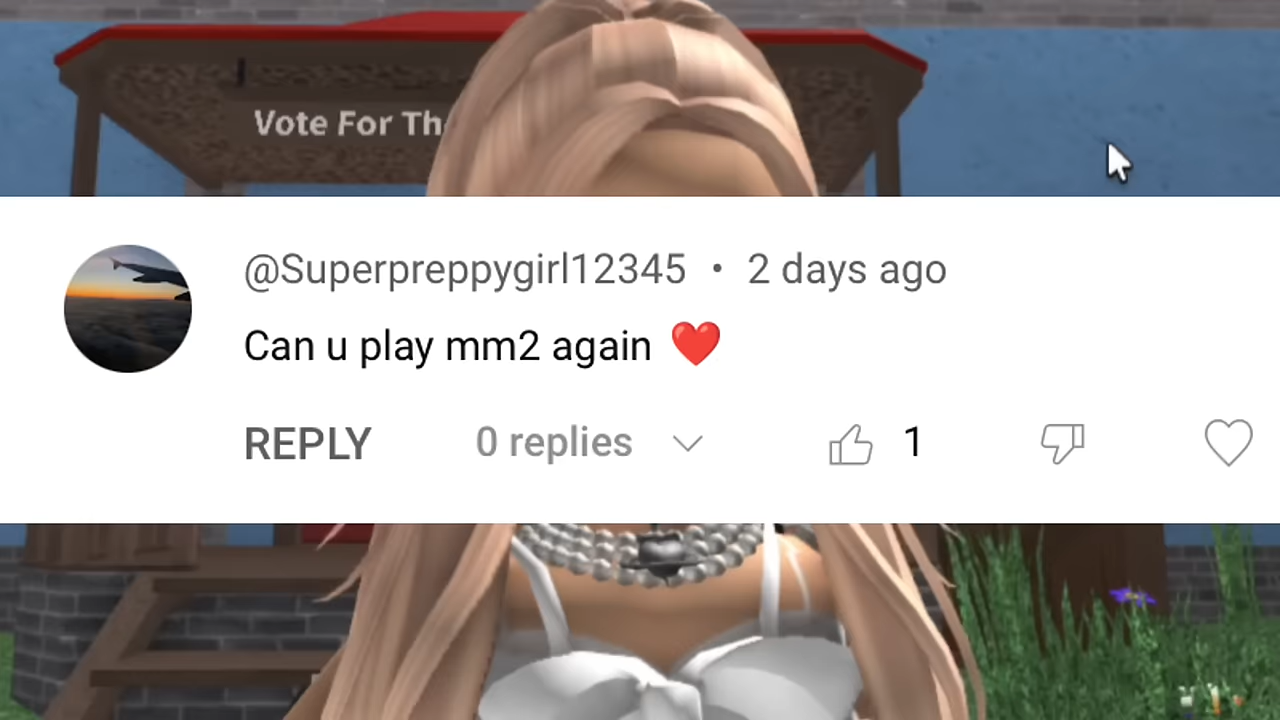 Vote For Th
@Superpreppygirl12345 • 2 days ago
Can u play mm2 again ❤️
REPLY 0 replies 1